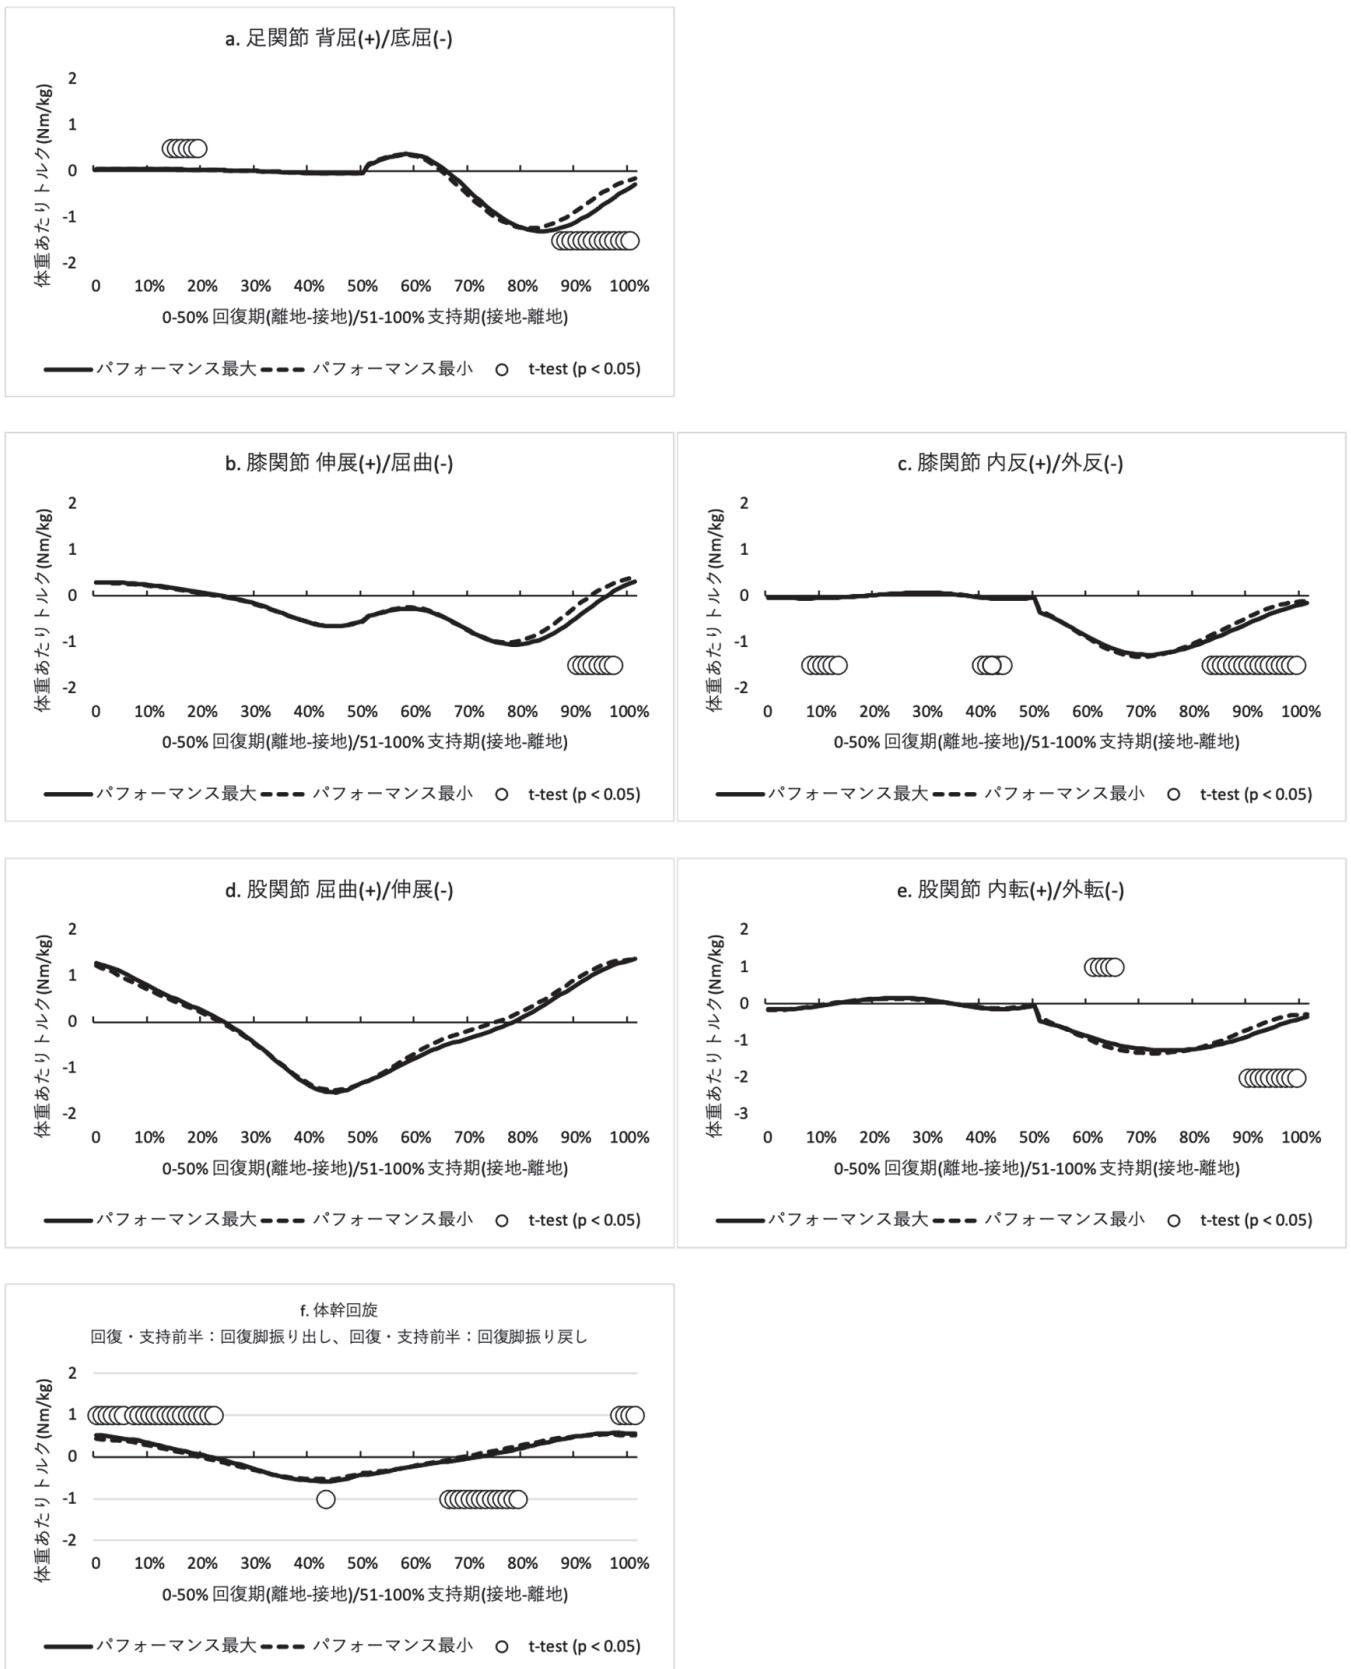 a. 足関節 背屈(+)/底屈(-)
体重あたりトルク(Nm/kg)
2
1
0
-1
-2
0 10% 20% 30% 40% 50% 60% 70% 80% 90% 100%
0-50% 回復期(離地-接地)/51-100% 支持期(接地-離地)
パフォーマンス最大 パフォーマンス最小 t-test (p < 0.05)
b. 膝関節 伸展(+)/屈曲(-)
体重あたりトルク(Nm/kg)
2
1
0
-1
-2
0 10% 20% 30% 40% 50% 60% 70% 80% 90% 100%
0-50% 回復期(離地-接地)/51-100% 支持期(接地-離地)
パフォーマンス最大 パフォーマンス最小 t-test (p < 0.05)
c. 膝関節 内反(+)/外反(-)
体重あたりトルク(Nm/kg)
2
1
0
-1
-2
0 10% 20% 30% 40% 50% 60% 70% 80% 90% 100%
0-50% 回復期(離地-接地)/51-100% 支持期(接地-離地)
パフォーマンス最大 パフォーマンス最小 t-test (p < 0.05)
d. 股関節 屈曲(+)/伸展(-)
体重あたりトルク(Nm/kg)
2
1
0
-1
-2
0 10% 20% 30% 40% 50% 60% 70% 80% 90% 100%
0-50% 回復期(離地-接地)/51-100% 支持期(接地-離地)
パフォーマンス最大 パフォーマンス最小 t-test (p < 0.05)
e. 股関節 内転(+)/外転(-)
体重あたりトルク(Nm/kg)
2
1
0
-1
-2
-3
0 10% 20% 30% 40% 50% 60% 70% 80% 90% 100%
0-50% 回復期(離地-接地)/51-100% 支持期(接地-離地)
パフォーマンス最大 パフォーマンス最小 t-test (p < 0.05)
f. 体幹回旋
回復・支持前半：回復脚振り出し、回復・支持前半：回復脚振り戻し
体重あたりトルク(Nm/kg)
2
1
0
-1
-2
0 10% 20% 30% 40% 50% 60% 70% 80% 90% 100%
0-50% 回復期(離地-接地)/51-100% 支持期(接地-離地)
パフォーマンス最大 パフォーマンス最小 t-test (p < 0.05)